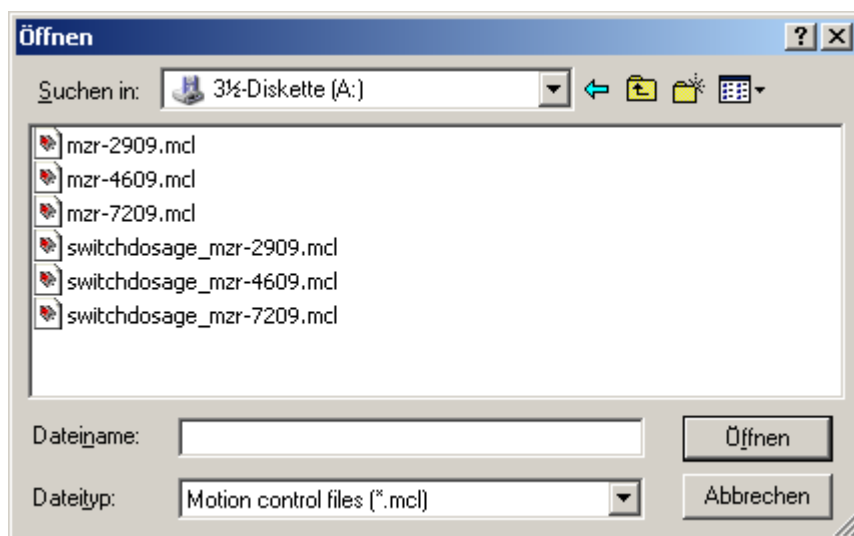 Öffnen
Suchen in: 3½-Diskette (A:)
mzr-2909.mcl
mzr-4609.mcl
mzr-7209.mcl
switchdosage_mzr-2909.mcl
switchdosage_mzr-4609.mcl
switchdosage_mzr-7209.mcl
Dateiname: Öffnen
Dateityp: Motion control files (*.mcl) Abbrechen